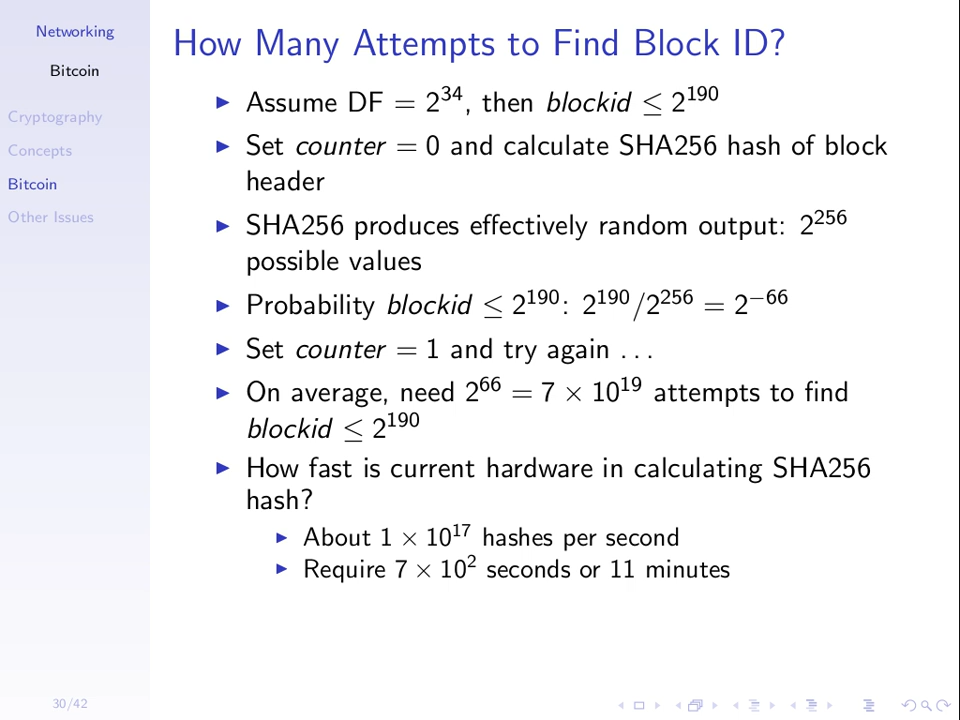 Networking
Bitcoin
Cryptography
Concepts
Bitcoin
Other Issues
How Many Attempts to Find Block ID?
▶ Assume DF = 2^34, then blockid ≤ 2^190
▶ Set counter = 0 and calculate SHA256 hash of block
header
▶ SHA256 produces effectively random output: 2^256
possible values
▶ Probability blockid ≤ 2^190: 2^190/2^256 = 2^−66
▶ Set counter = 1 and try again . . .
▶ On average, need 2^66 = 7 × 10^19 attempts to find
blockid ≤ 2^190
▶ How fast is current hardware in calculating SHA256
hash?
▶ About 1 × 10^17 hashes per second
▶ Require 7 × 10^2 seconds or 11 minutes
30/42